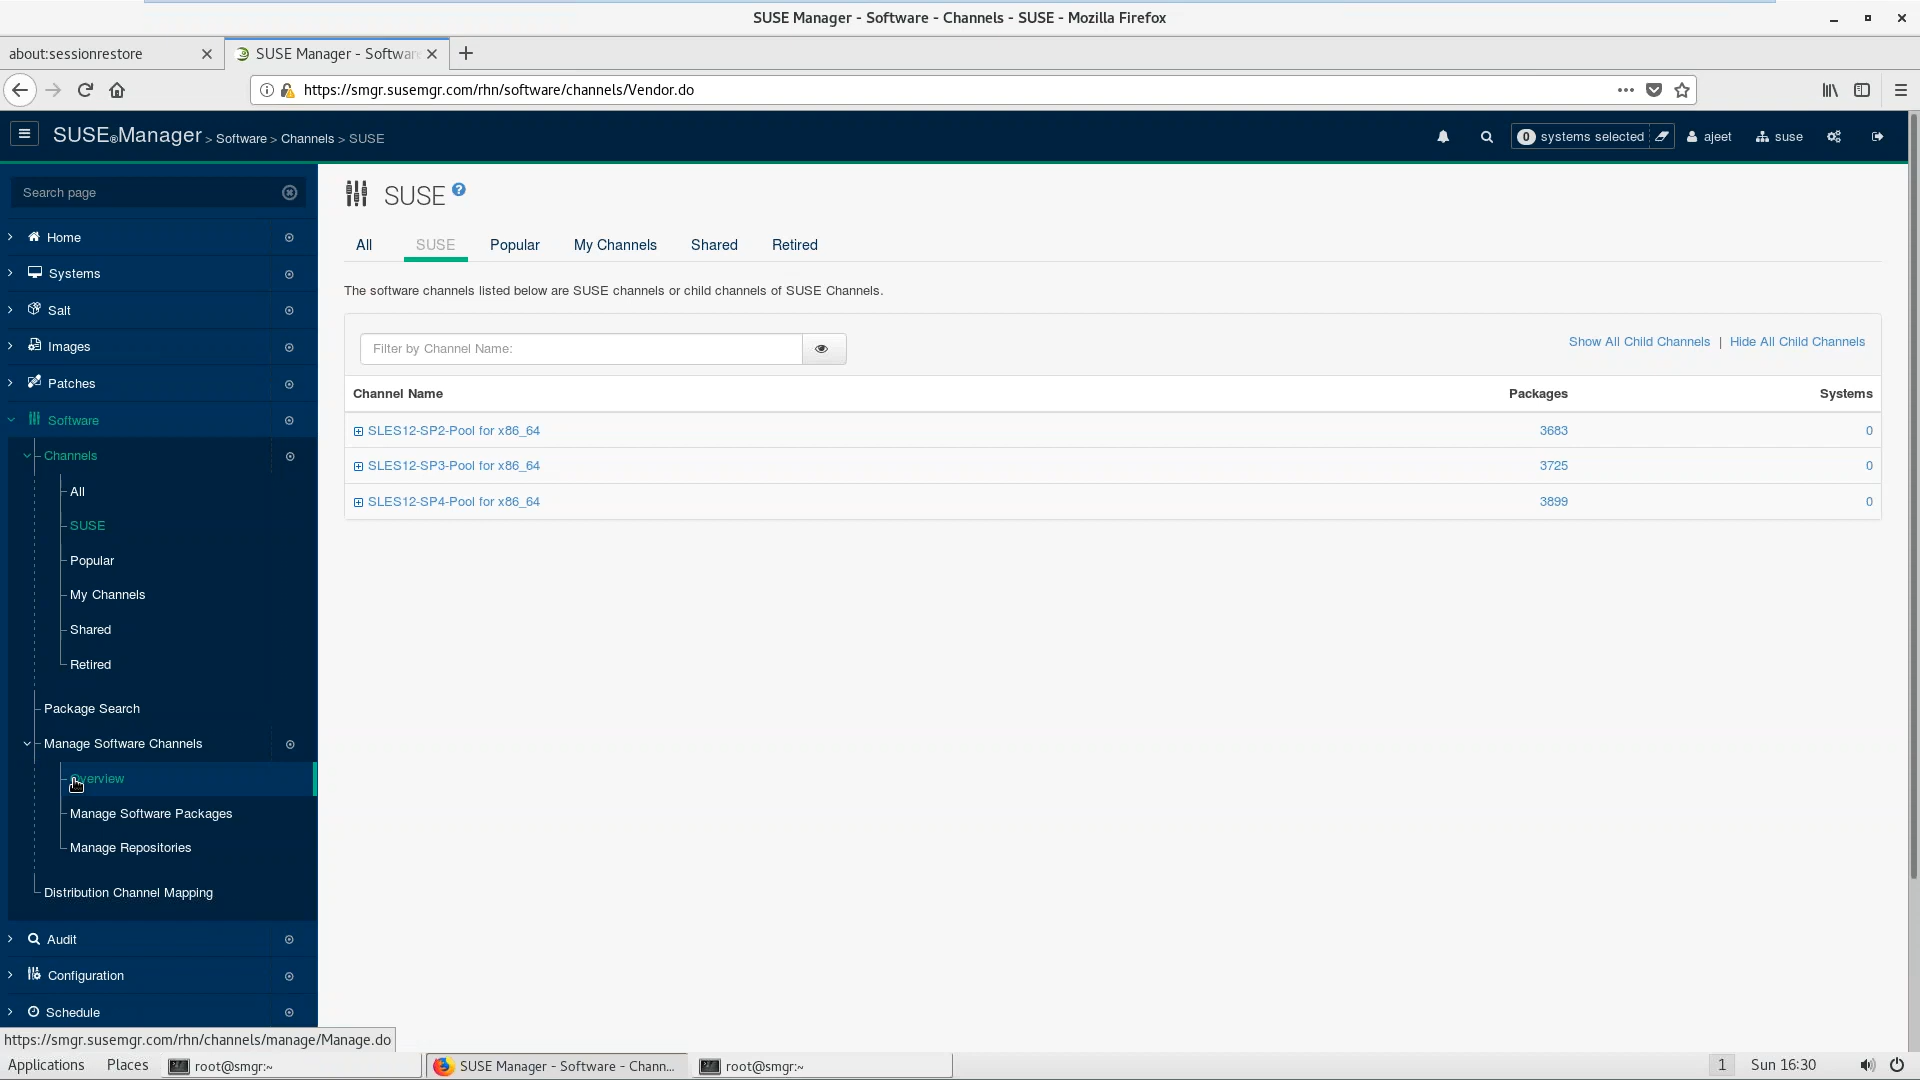 SUSE Manager - Software - Channels - SUSE - Mozilla Firefox
about:sessionrestore
SUSE Manager - Software
https://smgr.susemgr.com/rhn/software/channels/Vendor.do
SUSE®Manager > Software > Channels > SUSE
0 systems selected
ajeet
suse
Search page
Home
Systems
Salt
Images
Patches
Software
Channels
All
SUSE
Popular
My Channels
Shared
Retired
Package Search
Manage Software Channels
Overview
Manage Software Packages
Manage Repositories
Distribution Channel Mapping
Audit
Configuration
Schedule
SUSE ?
All SUSE Popular My Channels Shared Retired
The software channels listed below are SUSE channels or child channels of SUSE Channels.
Filter by Channel Name:
Show All Child Channels | Hide All Child Channels
Channel Name Packages Systems
SLES12-SP2-Pool for x86_64 3683 0
SLES12-SP3-Pool for x86_64 3725 0
SLES12-SP4-Pool for x86_64 3899 0
https://smgr.susemgr.com/rhn/channels/manage/Manage.do
Applications Places root@smgr:~ SUSE Manager - Software - Chann... root@smgr:~ 1 Sun 16:30